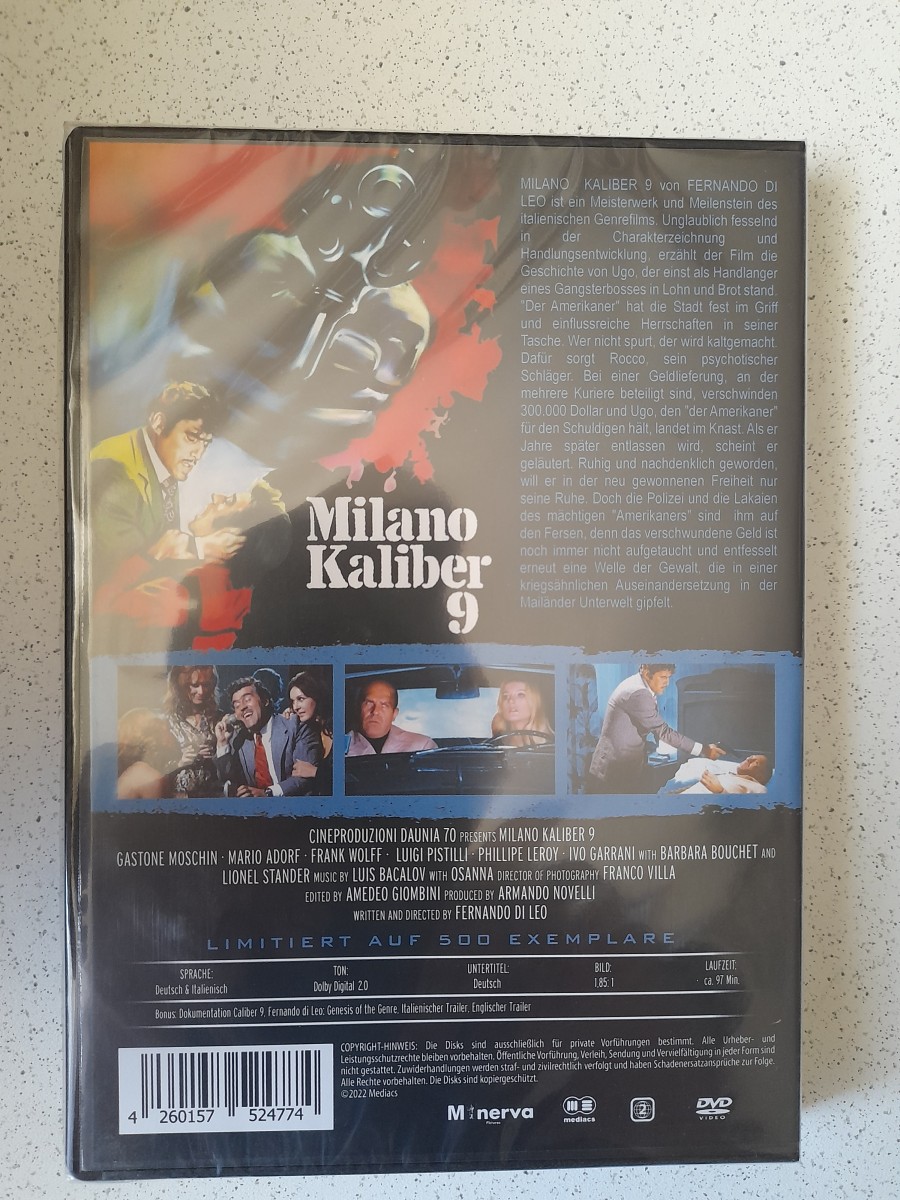 MILANO KALIBER 9 von FERNANDO DI
LEO ist ein Meisterwerk und Meilenstein des
italienischen Genrefilms. Unglaublich fesselnd
in der Charakterzeichnung und
Handlungsentwicklung, erzählt der Film die
Geschichte von Ugo, der einst als Handlanger
eines Gangsterbosses in Lohn und Brot stand.
"Der Amerikaner" hat die Stadt fest im Griff
und einflussreiche Herrschaften in seiner
Tasche. Wer nicht spurt, der wird kaltgemacht.
Dafür sorgt Rocco, sein psychotischer
Schläger. Bei einer Geldlieferung, an der
mehrere Kuriere beteiligt sind, verschwinden
300.000 Dollar und Ugo, den "der Amerikaner"
für den Schuldigen hält, landet im Knast. Als er
Jahre später entlassen wird, scheint er
geläutert. Ruhig und nachdenklich geworden,
will er in der neu gewonnenen Freiheit nur
seine Ruhe. Doch die Polizei und die Lakaien
des mächtigen "Amerikaners" sind ihm auf
den Fersen, denn das verschwundene Geld ist
noch immer nicht aufgetaucht und entfesselt
erneut eine Welle der Gewalt, die in einer
kriegsähnlichen Auseinandersetzung in der
Mailänder Unterwelt gipfelt.
Milano
Kaliber
9
CINEPRODUZIONI DAUNIA 70 PRESENTS MILANO KALIBER 9
GASTONE MOSCHIN · MARIO ADORF · FRANK WOLFF · LUIGI PISTILLI · PHILLIPE LEROY · IVO GARRANI WITH BARBARA BOUCHET AND
LIONEL STANDER MUSIC BY LUIS BACALOV WITH OSANNA DIRECTOR OF PHOTOGRAPHY FRANCO VILLA
EDITED BY AMEDEO GIOMBINI PRODUCED BY ARMANDO NOVELLI
WRITTEN AND DIRECTED BY FERNANDO DI LEO
LIMITIERT AUF 500 EXEMPLARE
SPRACHE: TON: UNTERTITEL: BILD: LAUFZEIT:
Deutsch & Italienisch Dolby Digital 2.0 Deutsch 1,85:1 ca. 97 Min.
Bonus: Dokumentation Caliber 9, Fernando di Leo: Genesis of the Genre, Italienischer Trailer, Englischer Trailer
COPYRIGHT-HINWEIS: Die Disks sind ausschließlich für private Vorführungen bestimmt. Alle Urheber- und
Leistungsschutzrechte bleiben vorbehalten. Öffentliche Vorführung, Verleih, Sendung und Vervielfältigung in jeder Form sind
nicht gestattet. Zuwiderhandlungen werden straf- und zivilrechtlich verfolgt und haben Schadenersatzansprüche zur Folge.
Alle Rechte vorbehalten. Die Disks sind kopiergeschützt.
©2022 Mediacs
4 260157 524774
Minerva
Pictures
mediacs
2
DVD
VIDEO